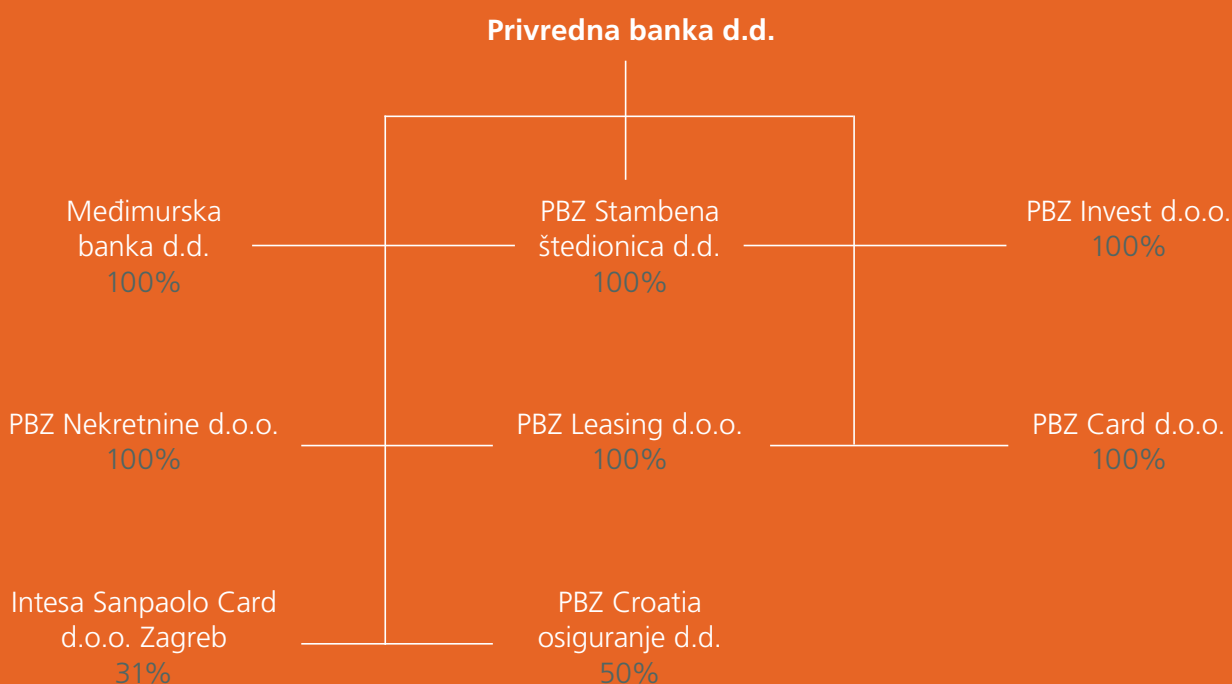 Privredna banka d.d.
Međimurska
banka d.d.
100%
PBZ Stambena
štedionica d.d.
100%
PBZ Invest d.o.o.
100%
PBZ Nekretnine d.o.o.
100%
PBZ Leasing d.o.o.
100%
PBZ Card d.o.o.
100%
Intesa Sanpaolo Card
d.o.o. Zagreb
31%
PBZ Croatia
osiguranje d.d.
50%